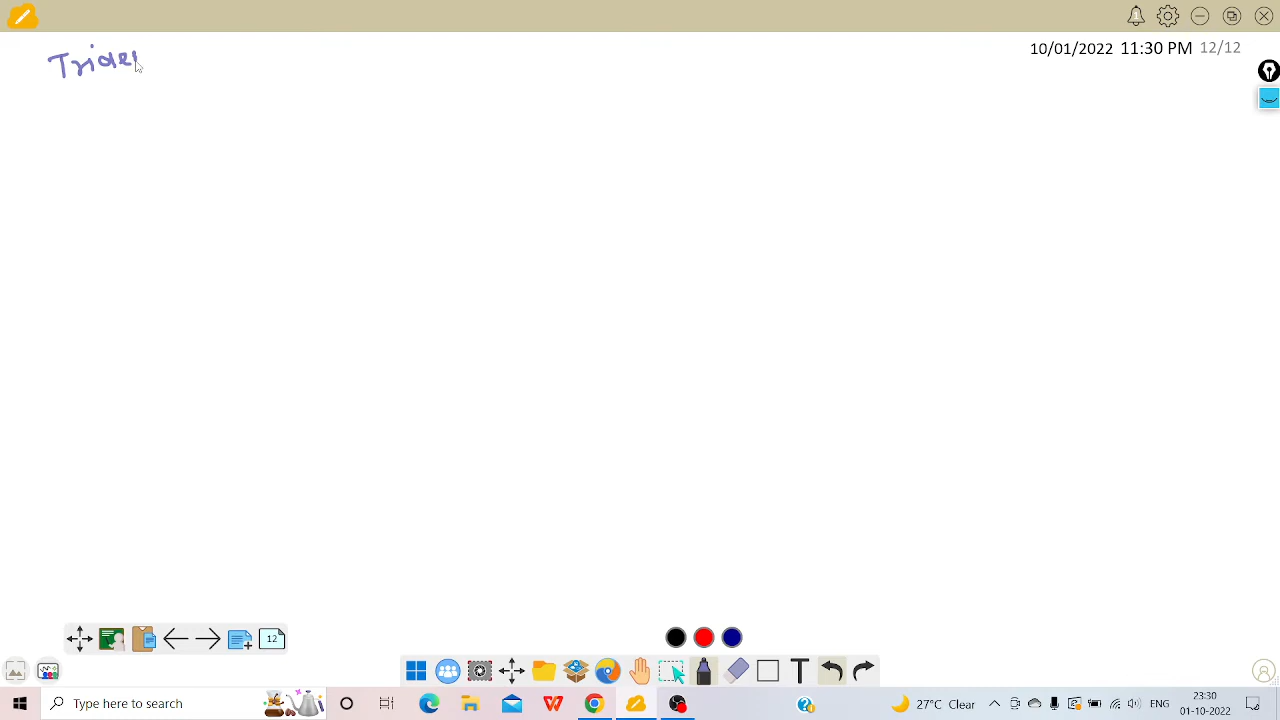 10/01/2022 11:30 PM 12/12
Triden
12
Type here to search
27°C Clear
ENG
23:30
01-10-2022